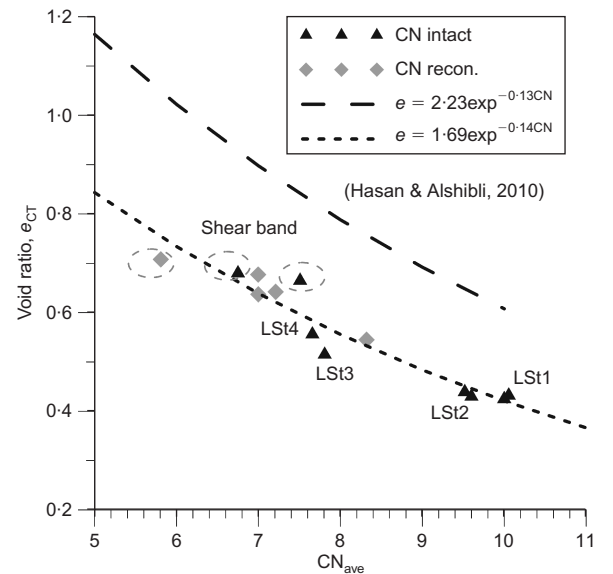 1·2
1·0
0·8
0·6
0·4
0·2
Void ratio, eCT
CN intact
CN recon.
e = 2·23exp−0·13CN
e = 1·69exp−0·14CN
(Hasan & Alshibli, 2010)
Shear band
LSt4
LSt3
LSt2
LSt1
5 6 7 8 9 10 11
CNave